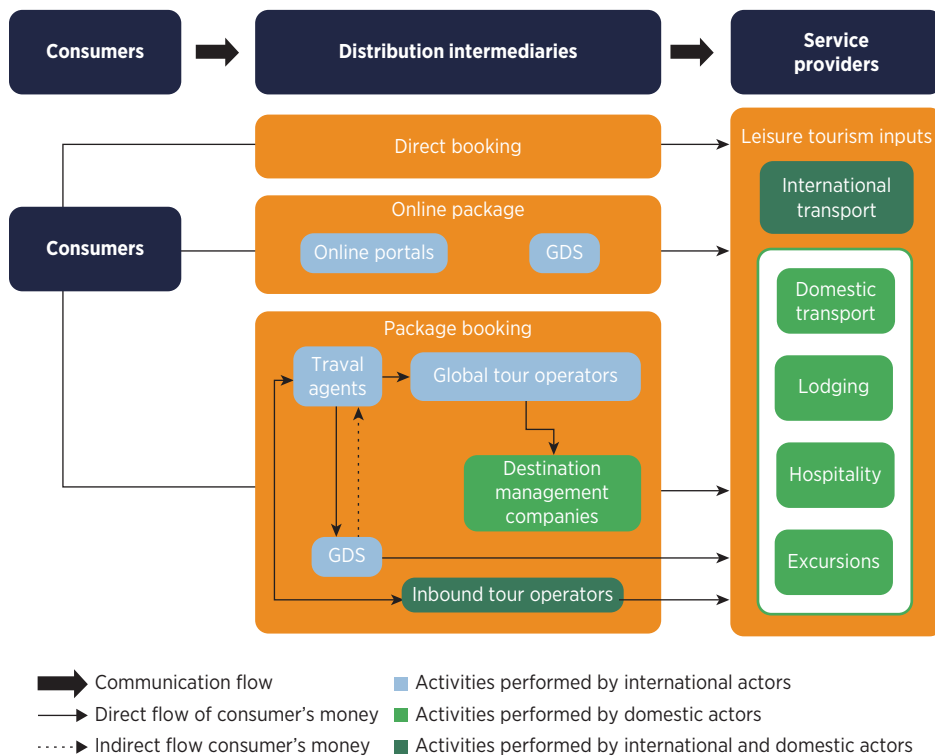 Consumers
Distribution intermediaries
Service
providers
Direct booking
Leisure tourism inputs
International
transport
Consumers
Online package
Online portals
GDS
Domestic
transport
Package booking
Traval
agents
Global tour operators
Lodging
Destination
management
companies
Hospitality
GDS
Excursions
Inbound tour operators
Communication flow
Direct flow of consumer's money
Indirect flow consumer's money
Activities performed by international actors
Activities performed by domestic actors
Activities performed by international and domestic actors